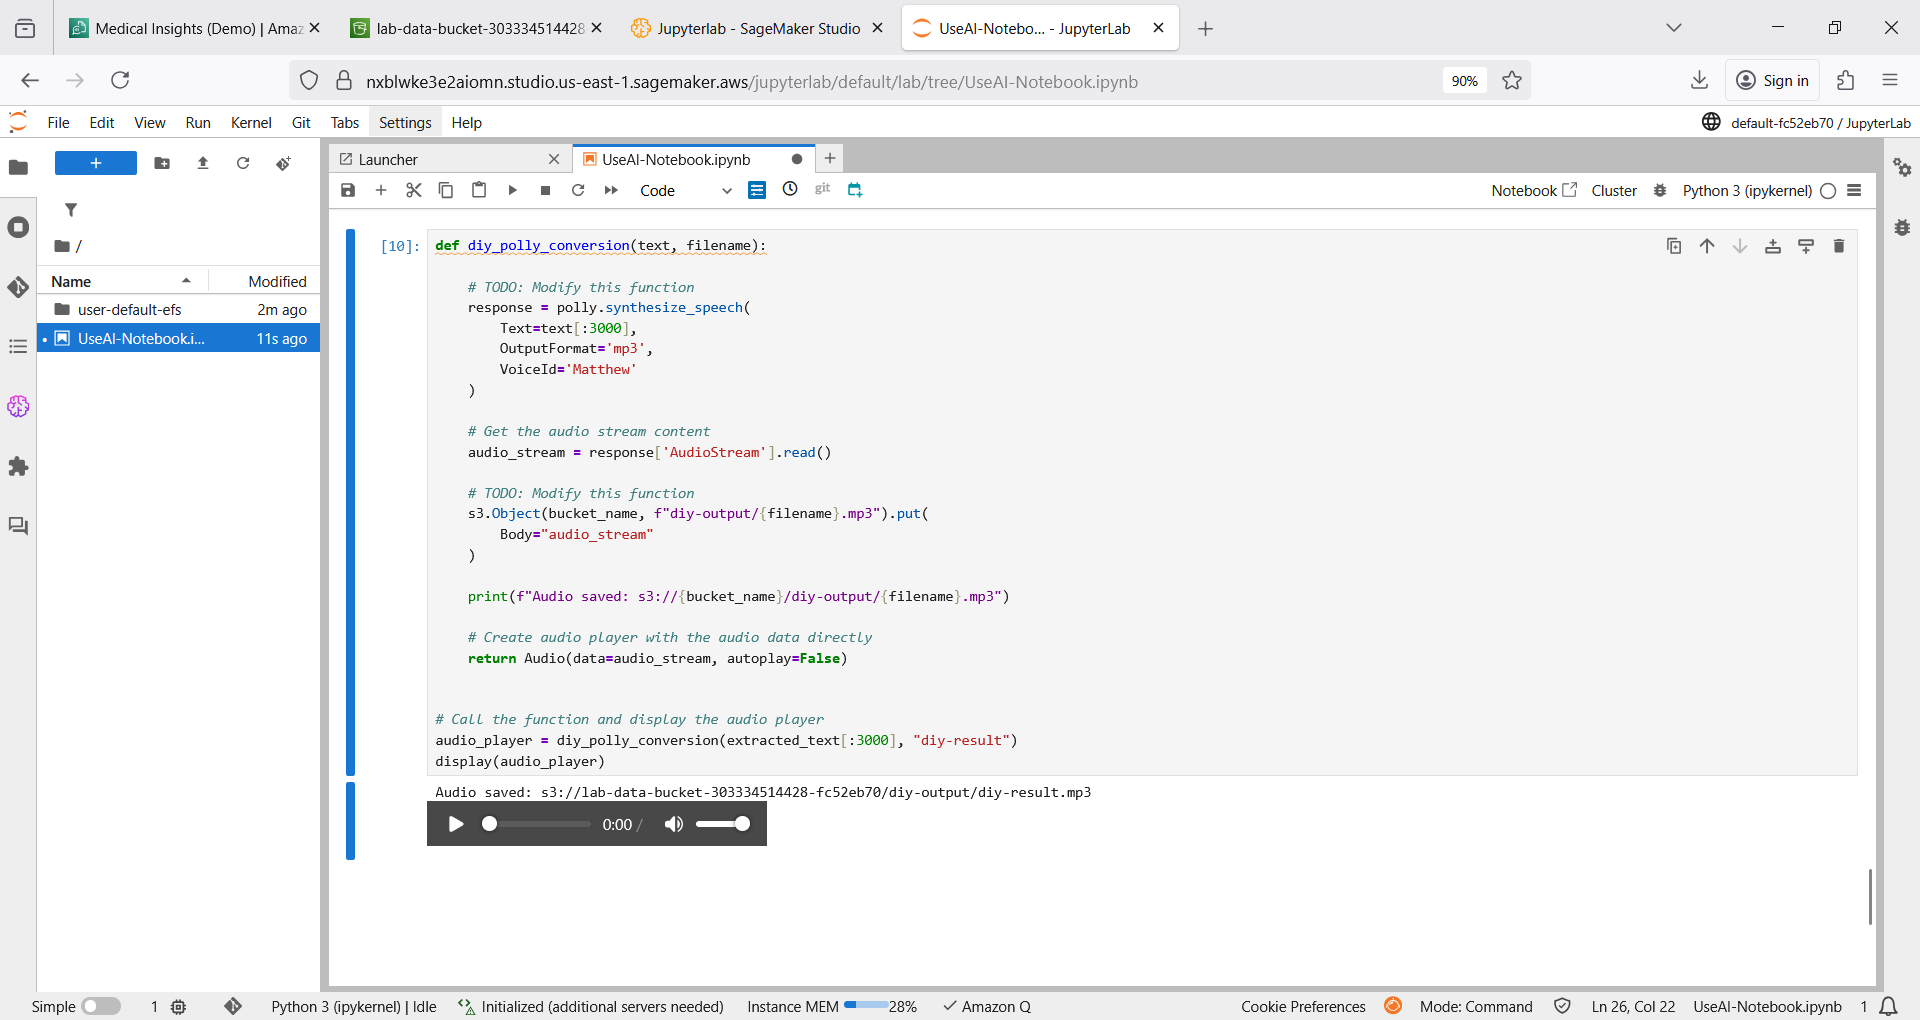 Medical Insights (Demo) | Amaz
lab-data-bucket-303334514428
Jupyterlab - SageMaker Studio
UseAI-Notebo... - JupyterLab
nxblwke3e2aiomn.studio.us-east-1.sagemaker.aws/jupyterlab/default/lab/tree/UseAI-Notebook.ipynb
90%
Sign in
File Edit View Run Kernel Git Tabs Settings Help
default-fc52eb70 / JupyterLab
Launcher
UseAI-Notebook.ipynb
Code
git
Notebook
Cluster
Python 3 (ipykernel)
/
Name Modified
user-default-efs 2m ago
UseAI-Notebook.i... 11s ago
[10]:
def diy_polly_conversion(text, filename):
# TODO: Modify this function
response = polly.synthesize_speech(
Text=text[:3000],
OutputFormat='mp3',
VoiceId='Matthew'
)
# Get the audio stream content
audio_stream = response['AudioStream'].read()
# TODO: Modify this function
s3.Object(bucket_name, f"diy-output/{filename}.mp3").put(
Body="audio_stream"
)
print(f"Audio saved: s3://{bucket_name}/diy-output/{filename}.mp3")
# Create audio player with the audio data directly
return Audio(data=audio_stream, autoplay=False)
# Call the function and display the audio player
audio_player = diy_polly_conversion(extracted_text[:3000], "diy-result")
display(audio_player)
Audio saved: s3://lab-data-bucket-303334514428-fc52eb70/diy-output/diy-result.mp3
0:00 /
Simple
1
Python 3 (ipykernel) | Idle
Initialized (additional servers needed)
Instance MEM
28%
Amazon Q
Cookie Preferences
Mode: Command
Ln 26, Col 22
UseAI-Notebook.ipynb
1